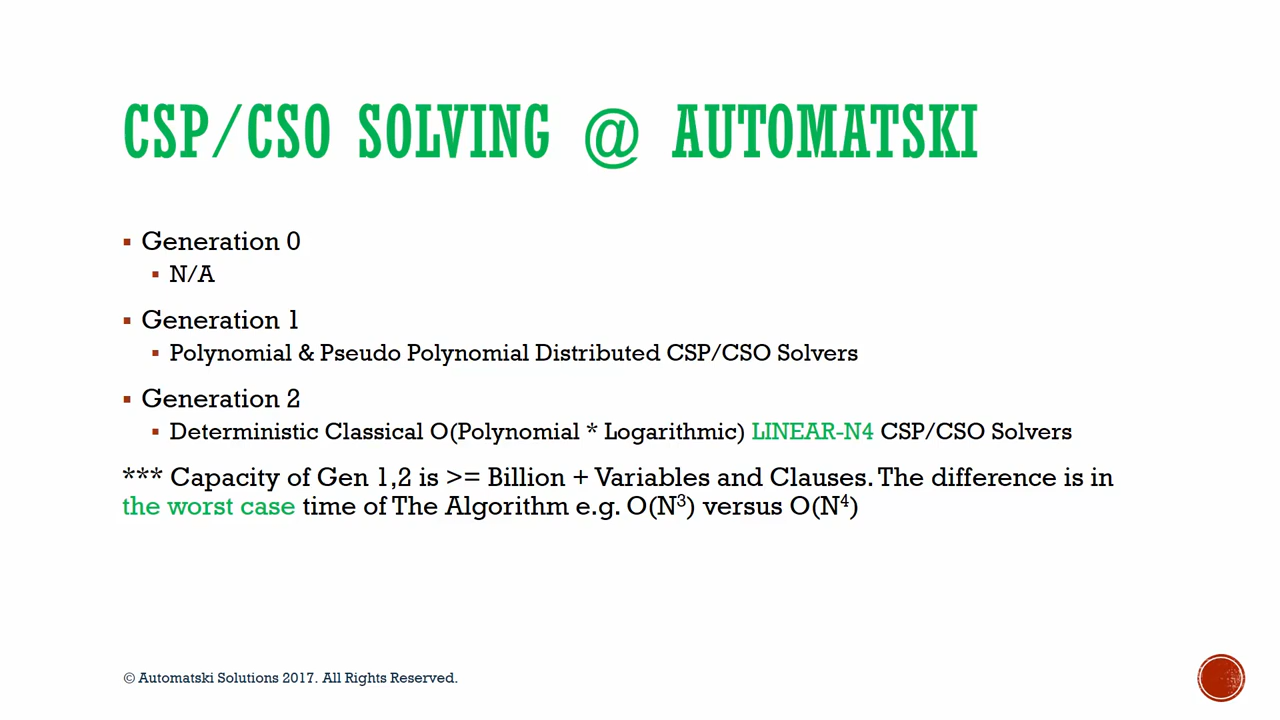 CSP/CSO SOLVING @ AUTOMATSKI
▪ Generation 0
▪ N/A
▪ Generation 1
▪ Polynomial & Pseudo Polynomial Distributed CSP/CSO Solvers
▪ Generation 2
▪ Deterministic Classical O(Polynomial * Logarithmic) LINEAR-N4 CSP/CSO Solvers
*** Capacity of Gen 1,2 is >= Billion + Variables and Clauses. The difference is in
the worst case time of The Algorithm e.g. O(N³) versus O(N⁴)
© Automatski Solutions 2017. All Rights Reserved.